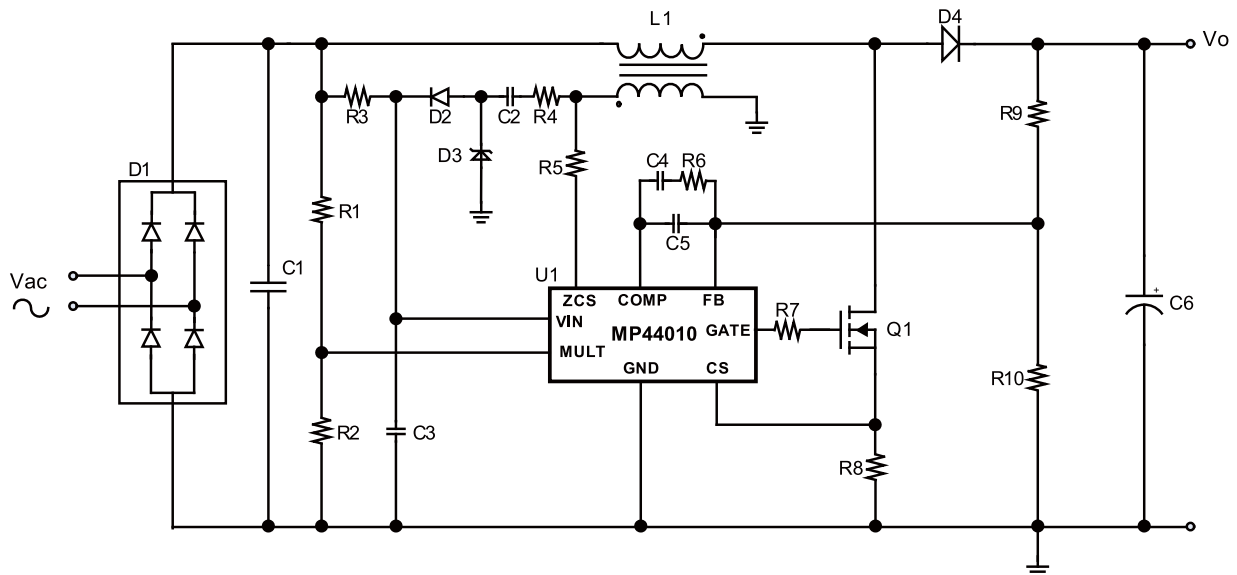 L1
D4
Vo
R3
D2
C2
R4
R9
D3
R5
C4
R6
D1
R1
C5
Vac
C1
U1
ZCS
COMP
FB
R7
VIN
MP44010
GATE
Q1
C6
+
MULT
GND
CS
R10
R2
C3
R8